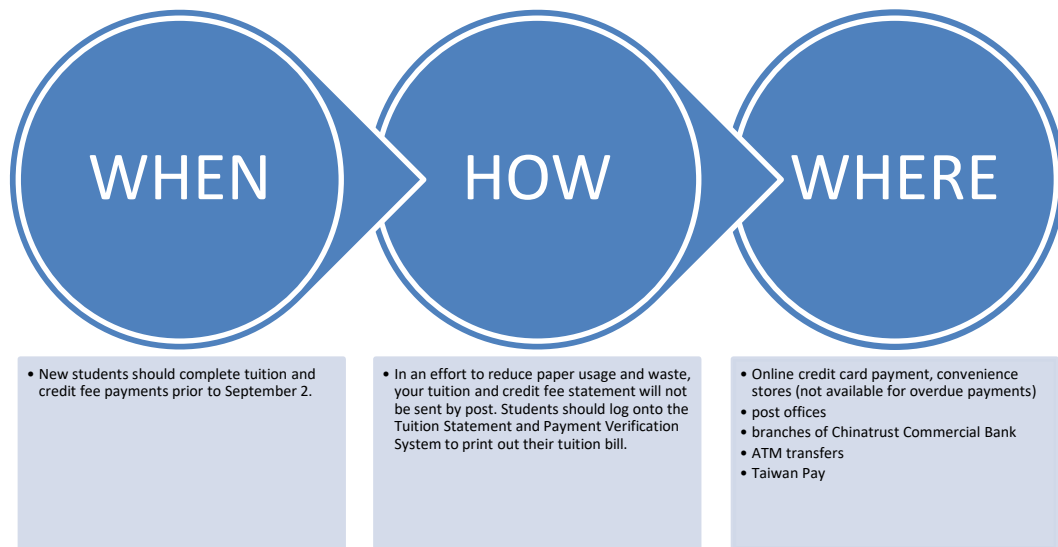 WHEN
HOW
WHERE
• New students should complete tuition and
credit fee payments prior to September 2.
• In an effort to reduce paper usage and waste,
your tuition and credit fee statement will not
be sent by post. Students should log onto the
Tuition Statement and Payment Verification
System to print out their tuition bill.
• Online credit card payment, convenience
stores (not available for overdue payments)
• post offices
• branches of Chinatrust Commercial Bank
• ATM transfers
• Taiwan Pay